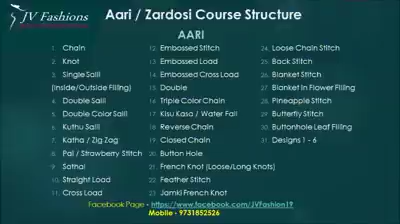 JV Fashions
Aari / Zardosi Course Structure
AARI
1. Chain
2. Knot
3. Single Salli
(Inside/Outside Filling)
4. Double Salli
5. Double Color Salli
6. Kuthu Salli
7. Katha / Zig Zag
8. Pal / Strawberry Stitch
9. Sothai
10. Straight Load
11. Cross Load
12. Embossed Stitch
13. Embossed Load
14. Embossed Cross Load
15. Double
16. Triple Color Chain
17. Kisu Kasa / Water Fall
18. Reverse Chain
19. Closed Chain
20. Button Hole
21. French Knot (Loose/Long Knots)
22. Feather Stitch
23. Jamki French Knot
24. Loose Chain Stitch
25. Back Stitch
26. Blanket Stitch
27. Blanket in Flower Filling
28. Pineapple Stitch
29. Butterfly Stitch
30. Buttonhole Leaf Filling
31. Designs 1 - 6
Facebook Page - https://www.facebook.com/JVFashion19
Mobile - 9731852526